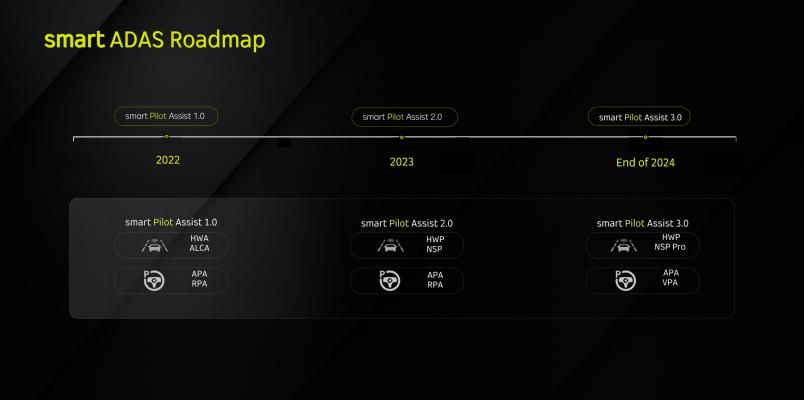 smart ADAS Roadmap
smart Pilot Assist 1.0
smart Pilot Assist 2.0
smart Pilot Assist 3.0
2022
2023
End of 2024
smart Pilot Assist 1.0
HWA
ALCA
P
APA
RPA
smart Pilot Assist 2.0
HWP
NSP
P
APA
RPA
smart Pilot Assist 3.0
HWP
NSP Pro
P
APA
VPA